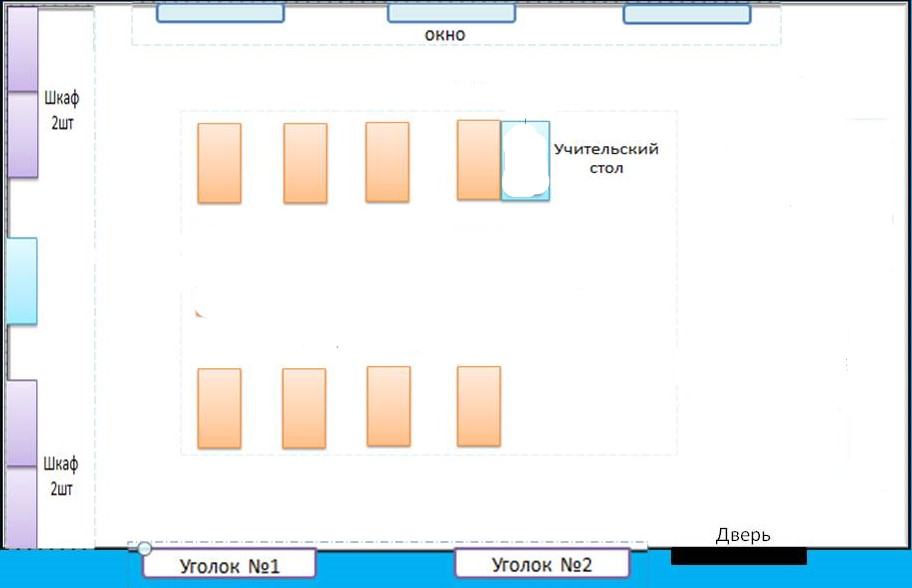 окно
Шкаф
2шт
Учительский
стол
Шкаф
2шт
Дверь
Уголок №1
Уголок №2